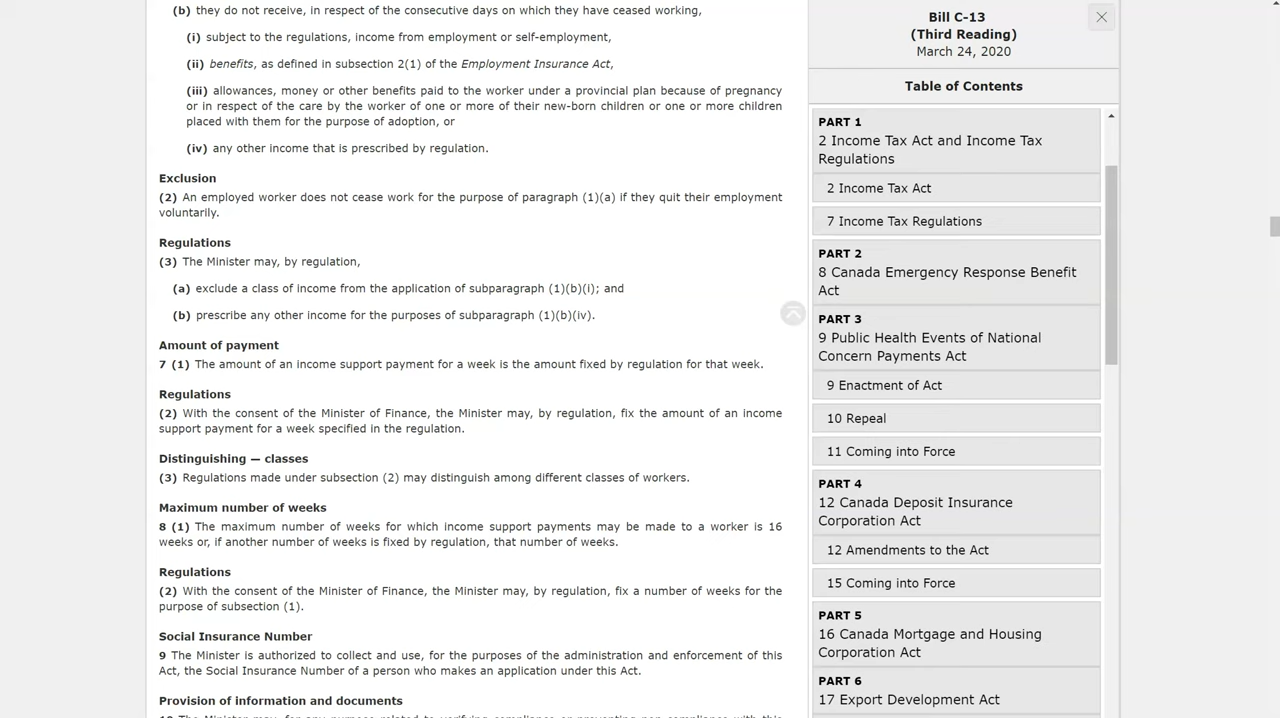 (b) they do not receive, in respect of the consecutive days on which they have ceased working,
(i) subject to the regulations, income from employment or self-employment,
(ii) benefits, as defined in subsection 2(1) of the Employment Insurance Act,
(iii) allowances, money or other benefits paid to the worker under a provincial plan because of pregnancy
or in respect of the care by the worker of one or more of their new-born children or one or more children
placed with them for the purpose of adoption, or
(iv) any other income that is prescribed by regulation.
Exclusion
(2) An employed worker does not cease work for the purpose of paragraph (1)(a) if they quit their employment
voluntarily.
Regulations
(3) The Minister may, by regulation,
(a) exclude a class of income from the application of subparagraph (1)(b)(i); and
(b) prescribe any other income for the purposes of subparagraph (1)(b)(iv).
Amount of payment
7 (1) The amount of an income support payment for a week is the amount fixed by regulation for that week.
Regulations
(2) With the consent of the Minister of Finance, the Minister may, by regulation, fix the amount of an income
support payment for a week specified in the regulation.
Distinguishing — classes
(3) Regulations made under subsection (2) may distinguish among different classes of workers.
Maximum number of weeks
8 (1) The maximum number of weeks for which income support payments may be made to a worker is 16
weeks or, if another number of weeks is fixed by regulation, that number of weeks.
Regulations
(2) With the consent of the Minister of Finance, the Minister may, by regulation, fix a number of weeks for the
purpose of subsection (1).
Social Insurance Number
9 The Minister is authorized to collect and use, for the purposes of the administration and enforcement of this
Act, the Social Insurance Number of a person who makes an application under this Act.
Provision of information and documents
10 The Minister may, for any purpose related to verifying compliance or preventing non-compliance with this
Bill C-13
(Third Reading)
March 24, 2020
Table of Contents
PART 1
2 Income Tax Act and Income Tax
Regulations
2 Income Tax Act
7 Income Tax Regulations
PART 2
8 Canada Emergency Response Benefit
Act
PART 3
9 Public Health Events of National
Concern Payments Act
9 Enactment of Act
10 Repeal
11 Coming into Force
PART 4
12 Canada Deposit Insurance
Corporation Act
12 Amendments to the Act
15 Coming into Force
PART 5
16 Canada Mortgage and Housing
Corporation Act
PART 6
17 Export Development Act